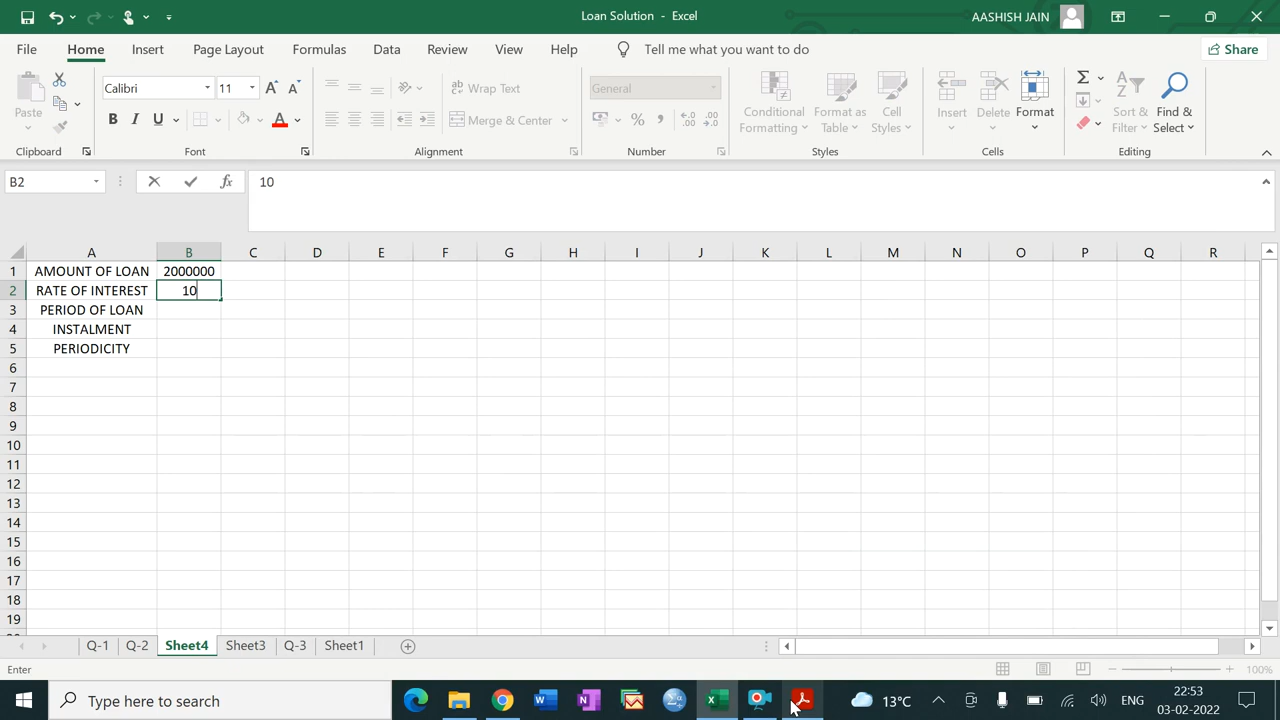 Loan Solution - Excel
AASHISH JAIN
File Home Insert Page Layout Formulas Data Review View Help Tell me what you want to do Share
Calibri 11 Wrap Text General
Paste Merge & Center Conditional Formatting Format as Table Cell Styles Insert Delete Format Sort & Filter Find & Select
Clipboard Font Alignment Number Styles Cells Editing
B2 fx 10
A B C D E F G H I J K L M N O P Q R
1 AMOUNT OF LOAN 2000000
2 RATE OF INTEREST 10
3 PERIOD OF LOAN
4 INSTALMENT
5 PERIODICITY
6
7
8
9
10
11
12
13
14
15
16
17
18
19
Q-1 Q-2 Sheet4 Sheet3 Q-3 Sheet1
Enter 100%
Type here to search 13°C ENG 22:53
03-02-2022